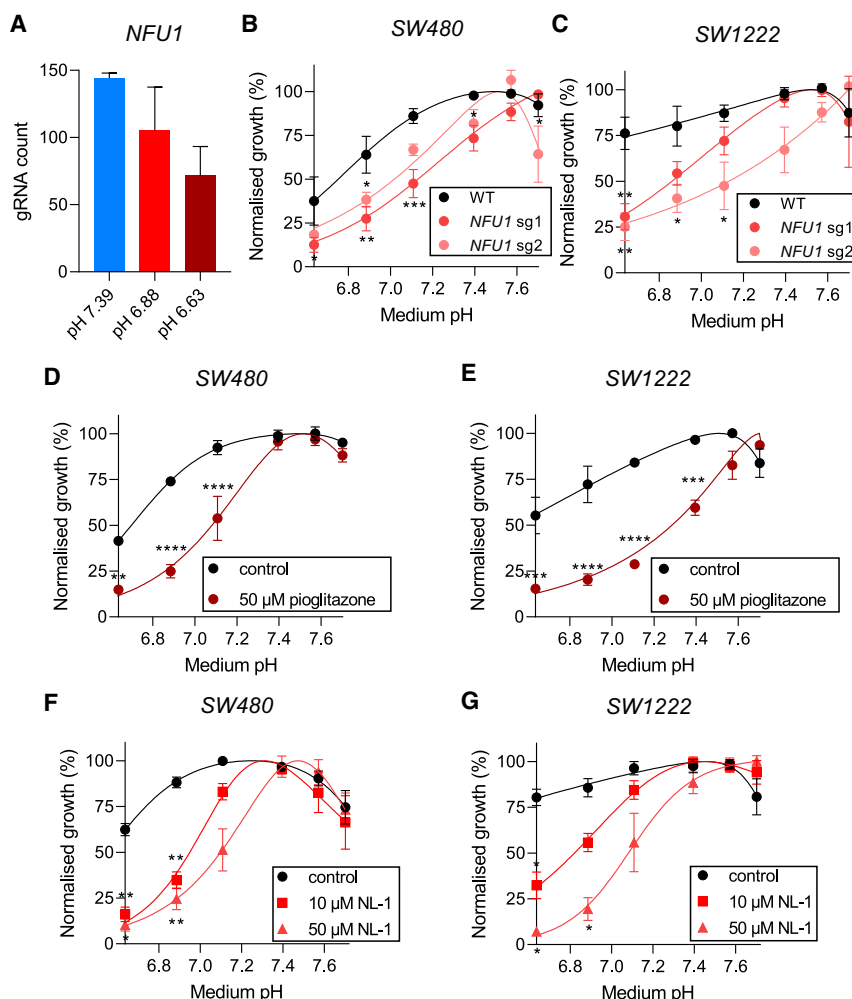 A
NFU1
gRNA count
150
100
50
0
pH 7.39
pH 6.88
pH 6.63
B
SW480
Normalised growth (%)
100
75
50
25
0
*
*
**
***
*
*
WT
NFU1 sg1
NFU1 sg2
6.8 7.0 7.2 7.4 7.6
Medium pH
C
SW1222
Normalised growth (%)
100
75
50
25
0
**
**
*
*
WT
NFU1 sg1
NFU1 sg2
6.8 7.0 7.2 7.4 7.6
Medium pH
D
SW480
Normalised growth (%)
100
75
50
25
0
**
****
****
control
50 µM pioglitazone
6.8 7.0 7.2 7.4 7.6
Medium pH
E
SW1222
Normalised growth (%)
100
75
50
25
0
***
****
****
***
control
50 µM pioglitazone
6.8 7.0 7.2 7.4 7.6
Medium pH
F
SW480
Normalised growth (%)
100
75
50
25
0
**
*
**
**
control
10 µM NL-1
50 µM NL-1
6.8 7.0 7.2 7.4 7.6
Medium pH
G
SW1222
Normalised growth (%)
100
75
50
25
0
*
*
*
control
10 µM NL-1
50 µM NL-1
6.8 7.0 7.2 7.4 7.6
Medium pH